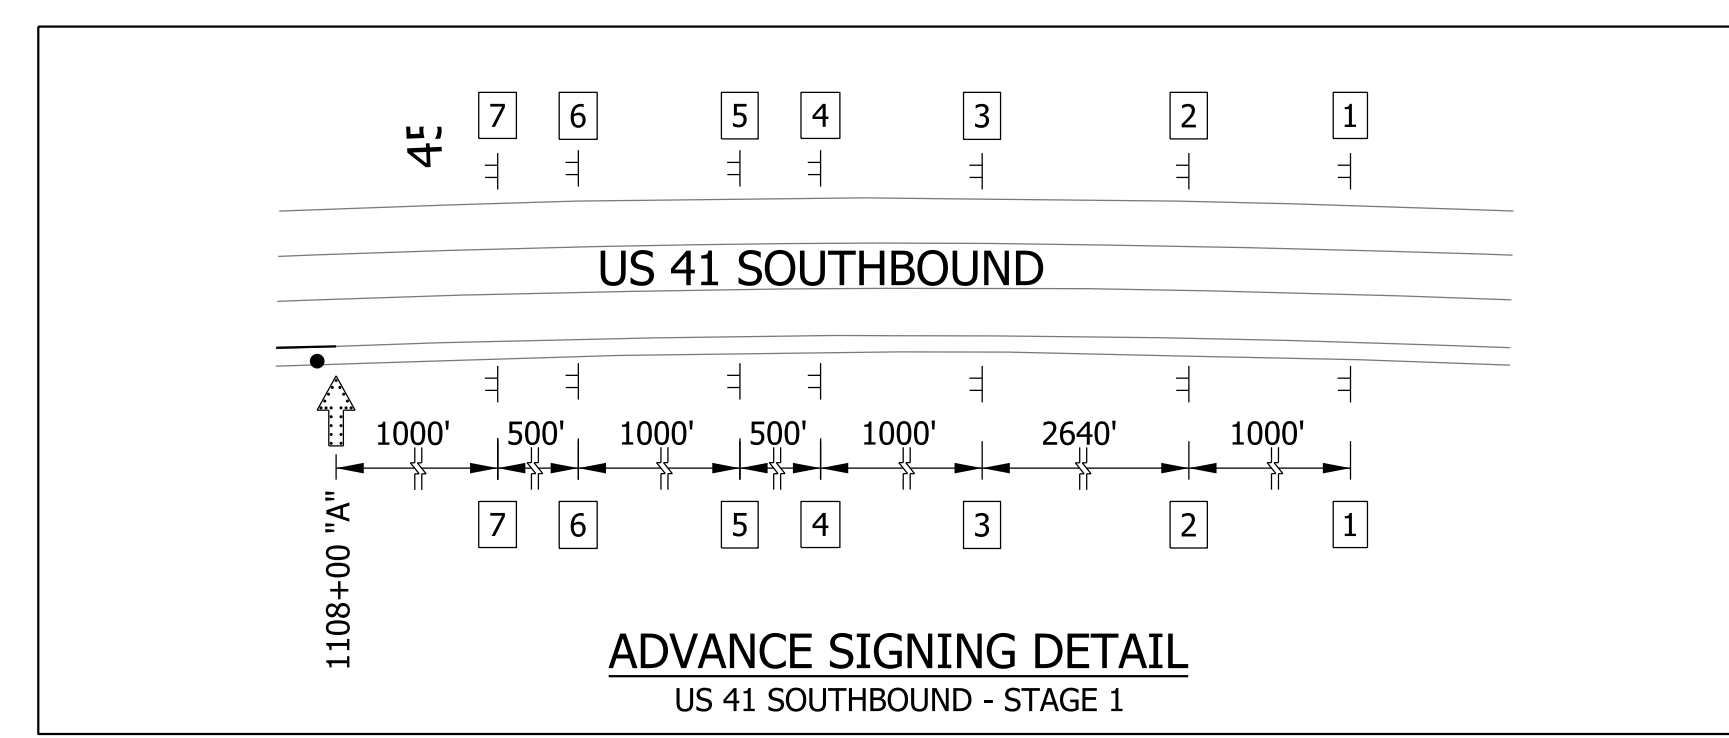 7 6 5 4 3 2 1
US 41 SOUTHBOUND
1000' 500' 1000' 500' 1000' 2640' 1000'
7 6 5 4 3 2 1
1108+00 "A"
ADVANCE SIGNING DETAIL
US 41 SOUTHBOUND - STAGE 1